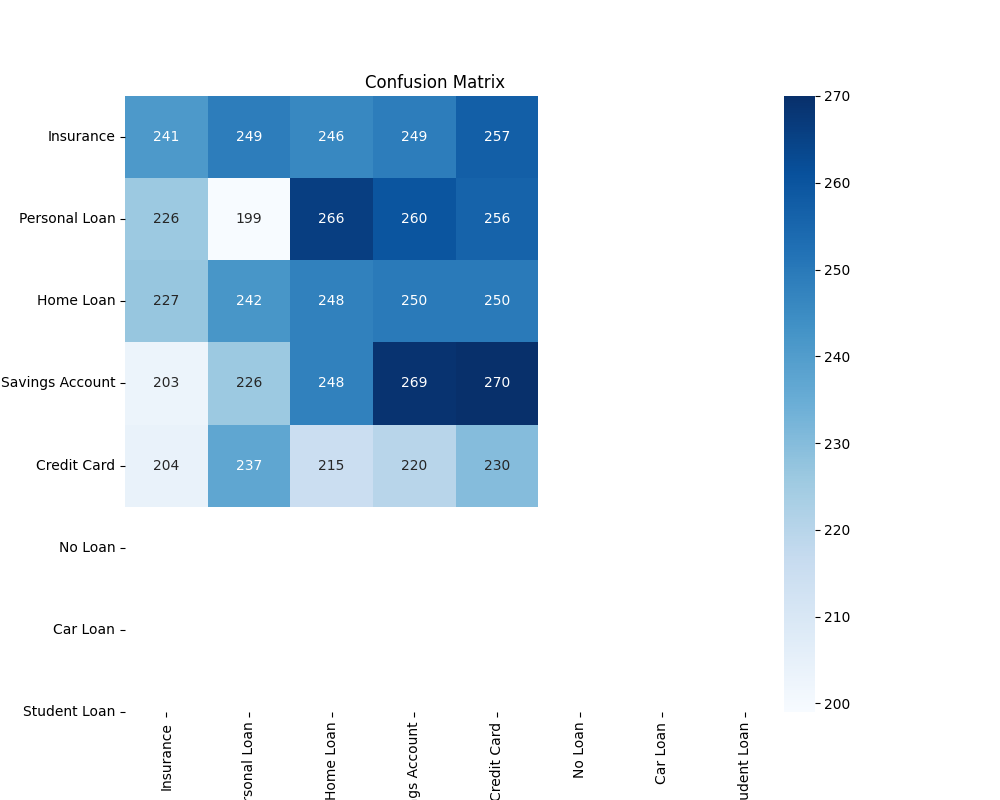 Confusion Matrix
Insurance 241 249 246 249 257
Personal Loan 226 199 266 260 256
Home Loan 227 242 248 250 250
Savings Account 203 226 248 269 270
Credit Card 204 237 215 220 230
No Loan
Car Loan
Student Loan
Insurance
rsonal Loan
Home Loan
gs Account
Credit Card
No Loan
Car Loan
udent Loan
270
260
250
240
230
220
210
200